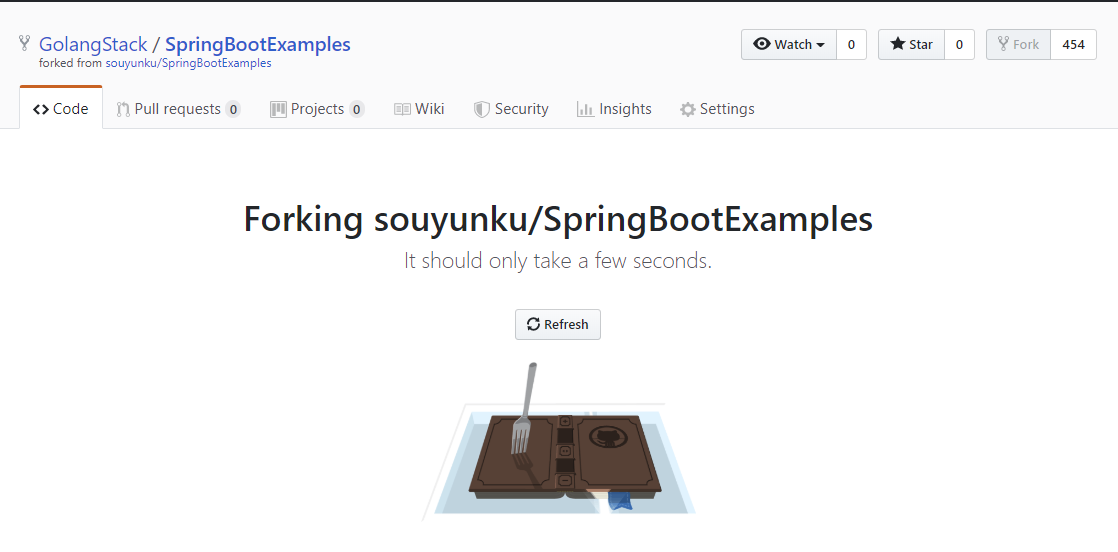 GolangStack / SpringBootExamples
Watch 0 Star 0 Fork 454
forked from souyunku/SpringBootExamples
Code Pull requests 0 Projects 0 Wiki Security Insights Settings
Forking souyunku/SpringBootExamples
It should only take a few seconds.
Refresh